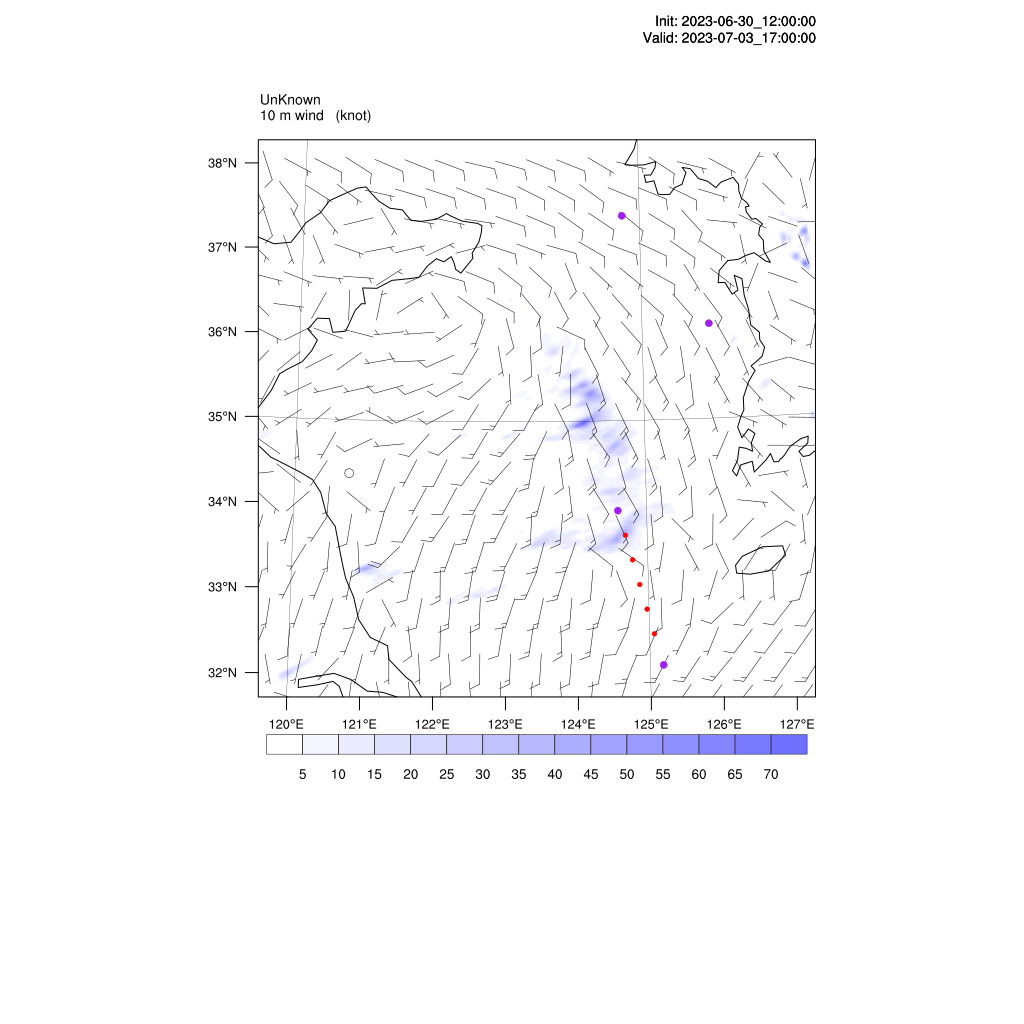 Init: 2023-06-30_12:00:00
Valid: 2023-07-03_17:00:00
UnKnown
10 m wind (knot)
38°N
37°N
36°N
35°N
34°N
33°N
32°N
120°E 121°E 122°E 123°E 124°E 125°E 126°E 127°E
5 10 15 20 25 30 35 40 45 50 55 60 65 70